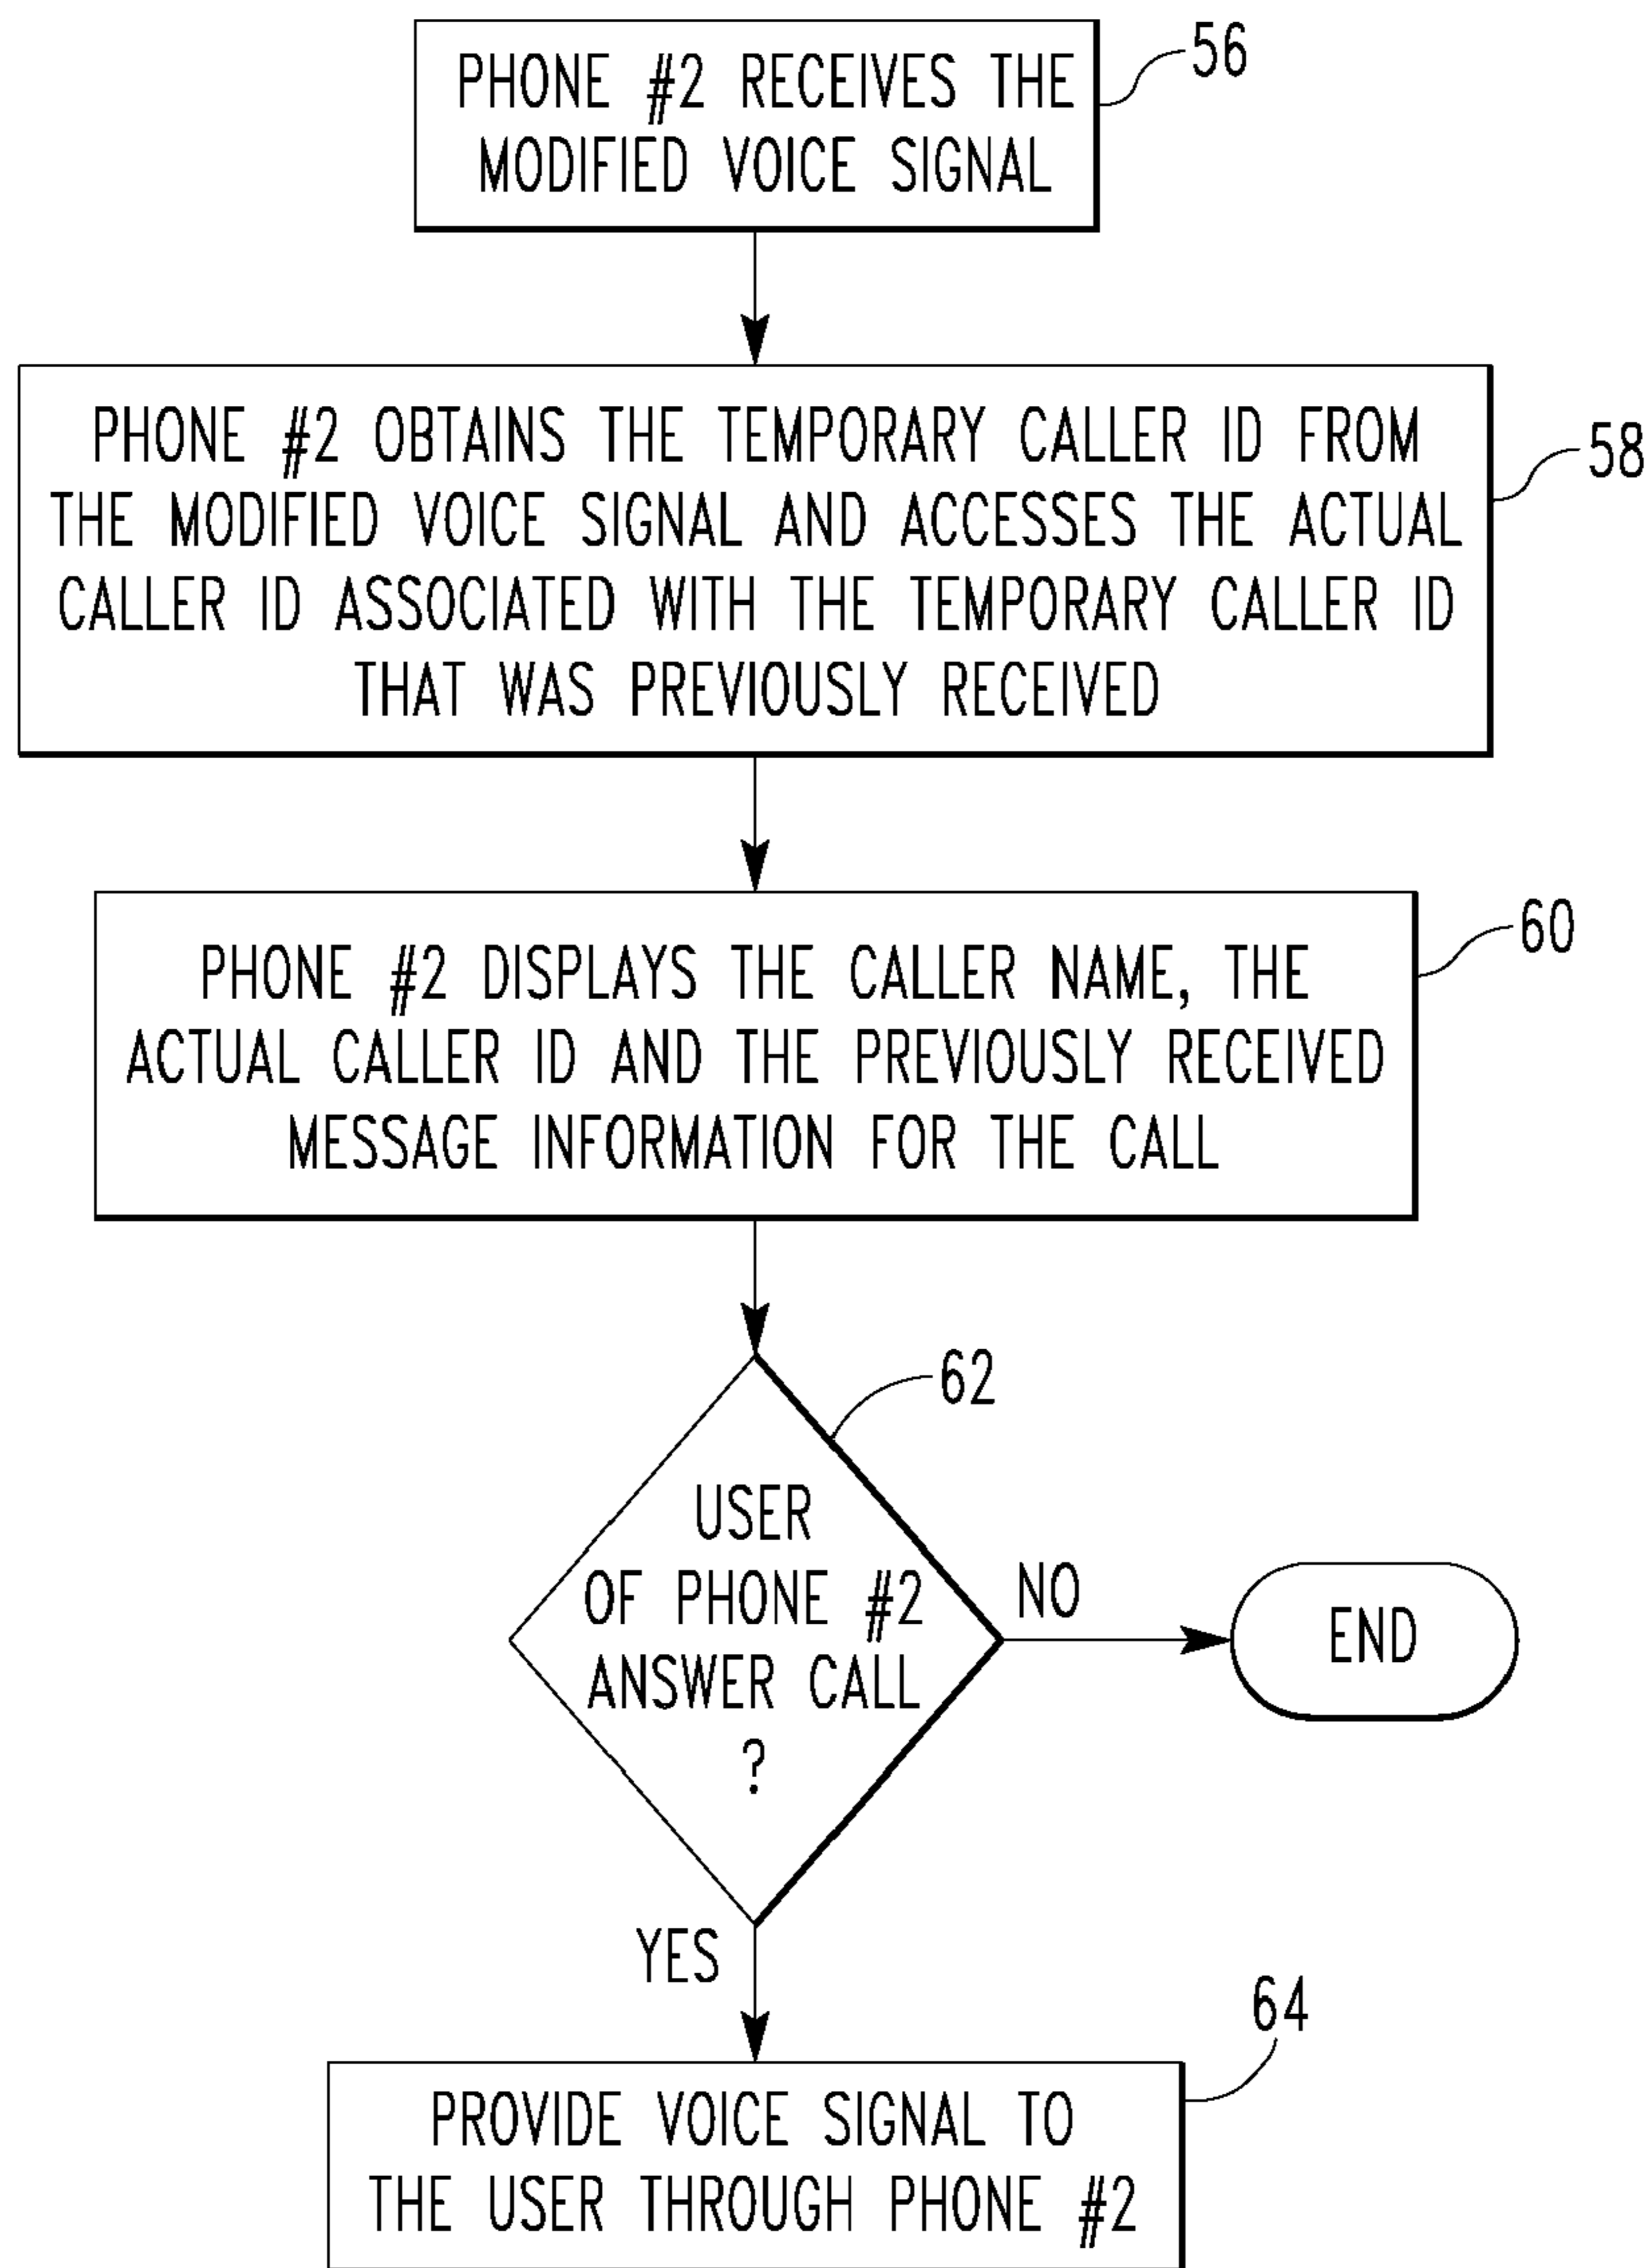 PHONE #2 RECEIVES THE
MODIFIED VOICE SIGNAL
56
PHONE #2 OBTAINS THE TEMPORARY CALLER ID FROM
THE MODIFIED VOICE SIGNAL AND ACCESSES THE ACTUAL
CALLER ID ASSOCIATED WITH THE TEMPORARY CALLER ID
THAT WAS PREVIOUSLY RECEIVED
58
PHONE #2 DISPLAYS THE CALLER NAME, THE
ACTUAL CALLER ID AND THE PREVIOUSLY RECEIVED
MESSAGE INFORMATION FOR THE CALL
60
62
USER
OF PHONE #2
ANSWER CALL
?
NO
END
YES
64
PROVIDE VOICE SIGNAL TO
THE USER THROUGH PHONE #2